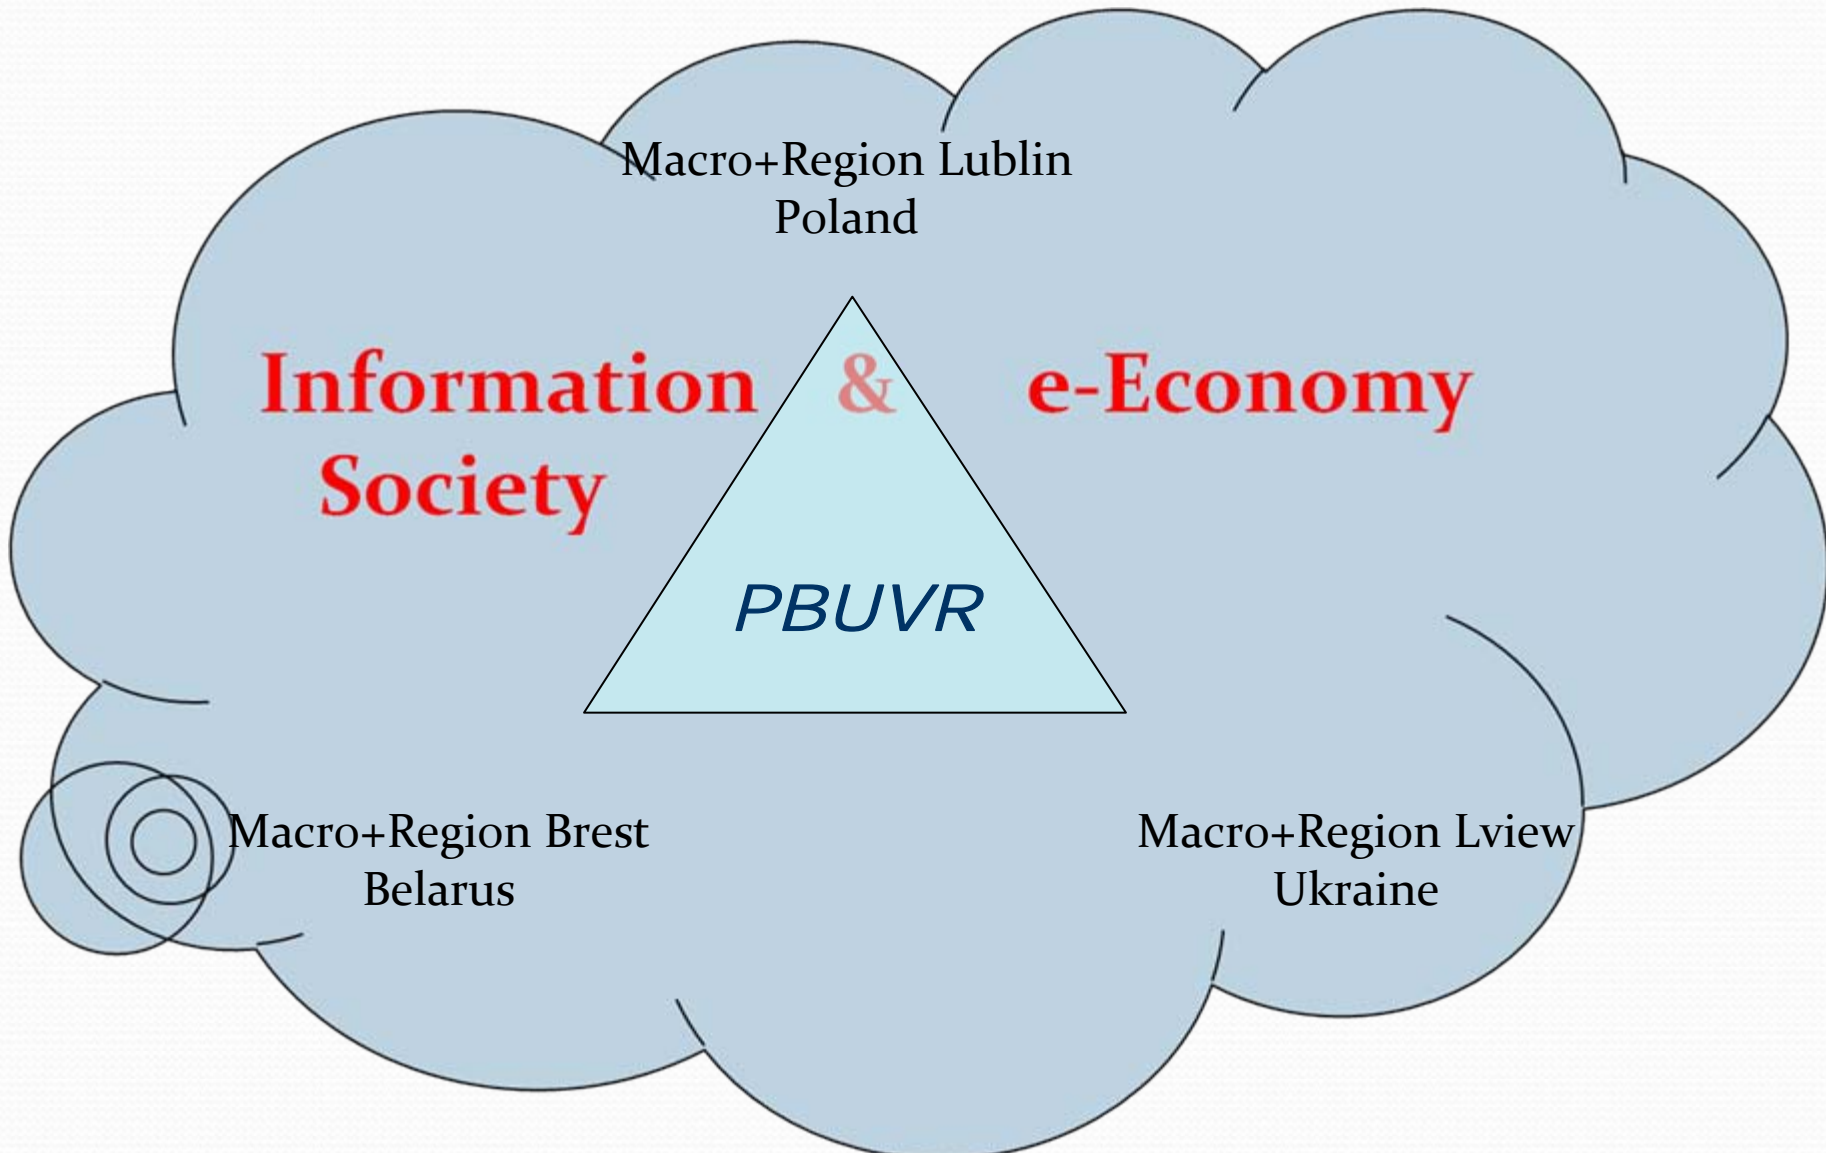 Macro+Region Lublin
Poland
Information & e-Economy
Society
PBUVR
Macro+Region Brest
Belarus
Macro+Region Lview
Ukraine